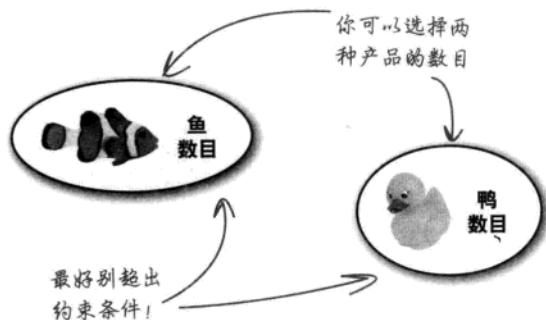 你可以选择两
种产品的数目
鱼
数目
鸭
数目
最好别超出
约束条件!